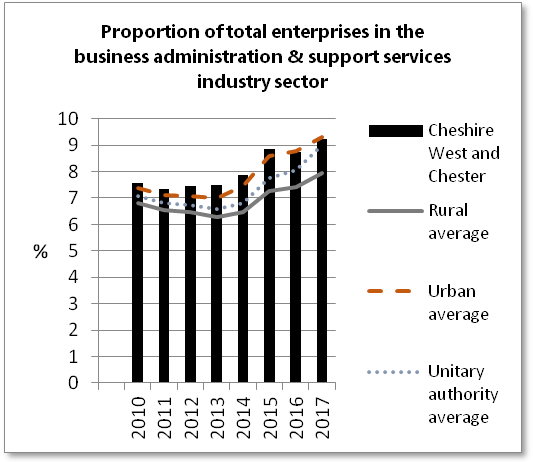 Proportion of total enterprises in the
business administration & support services
industry sector
10
9
8
7
6
5
4
3
2
1
0
%
2010
2011
2012
2013
2014
2015
2016
2017
Cheshire
West and
Chester
Rural
average
Urban
average
Unitary
authority
average